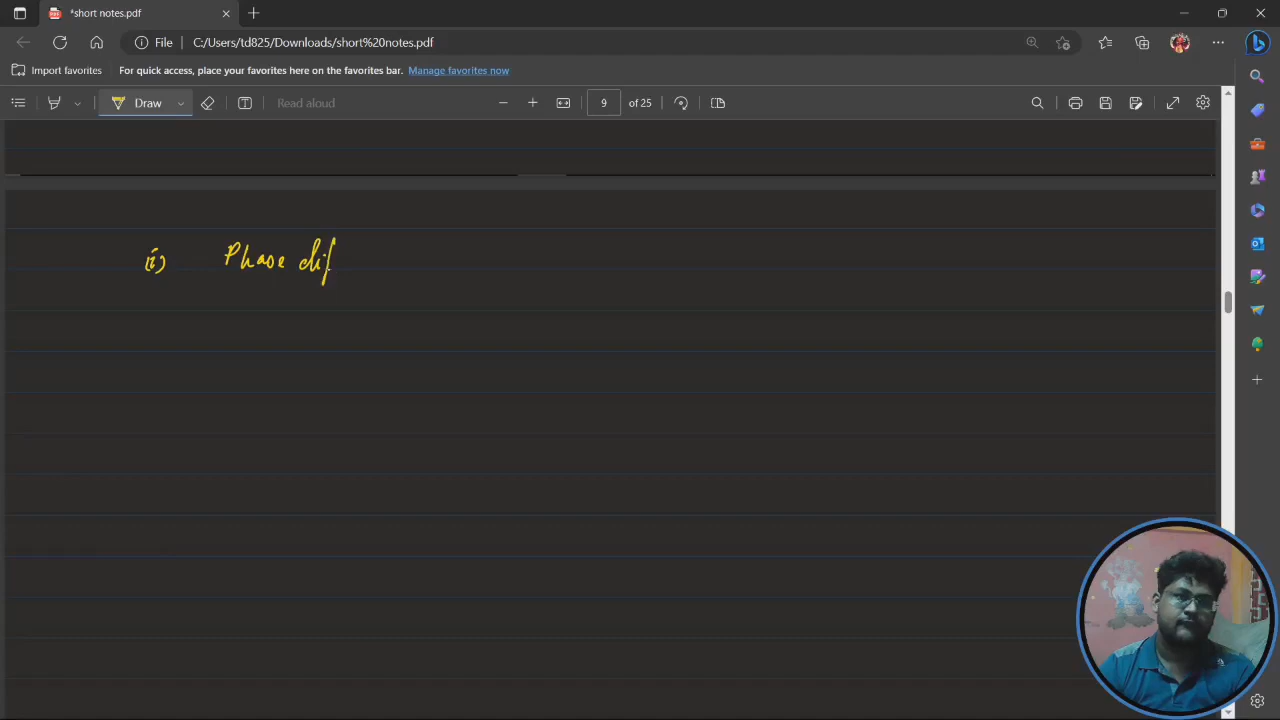 *short notes.pdf
File
C:/Users/td825/Downloads/short%20notes.pdf
Import favorites
For quick access, place your favorites here on the favorites bar. Manage favorites now
Draw
Read aloud
9 of 25
(i) Phase dif